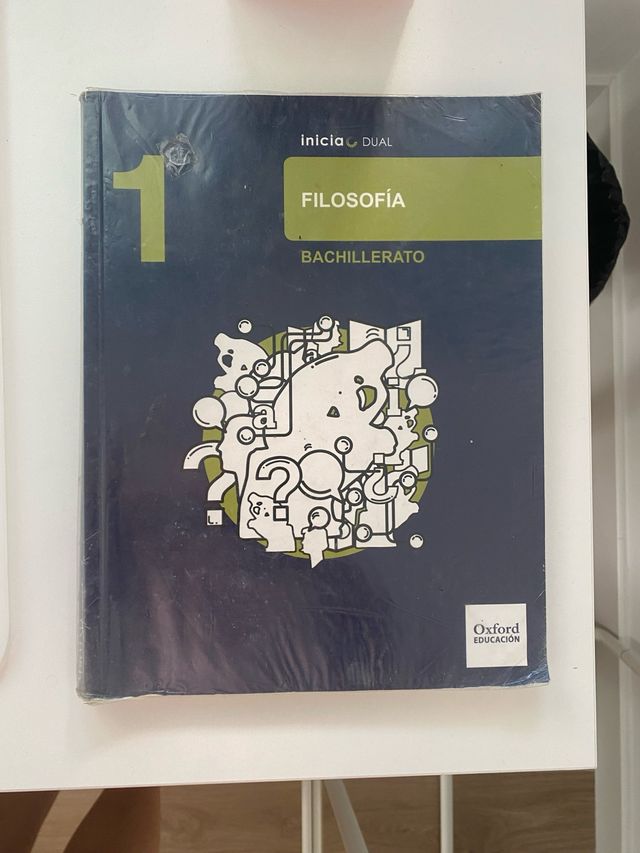 inicia DUAL
1
FILOSOFÍA
BACHILLERATO
a
a
?
?
Oxford
EDUCACIÓN